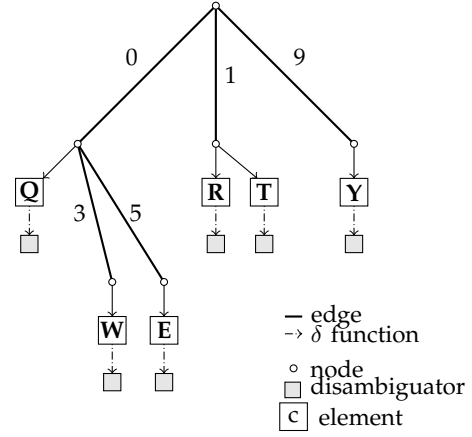 0 1 9
Q R T Y
3 5
W E
edge
δ function
node
disambiguator
c element